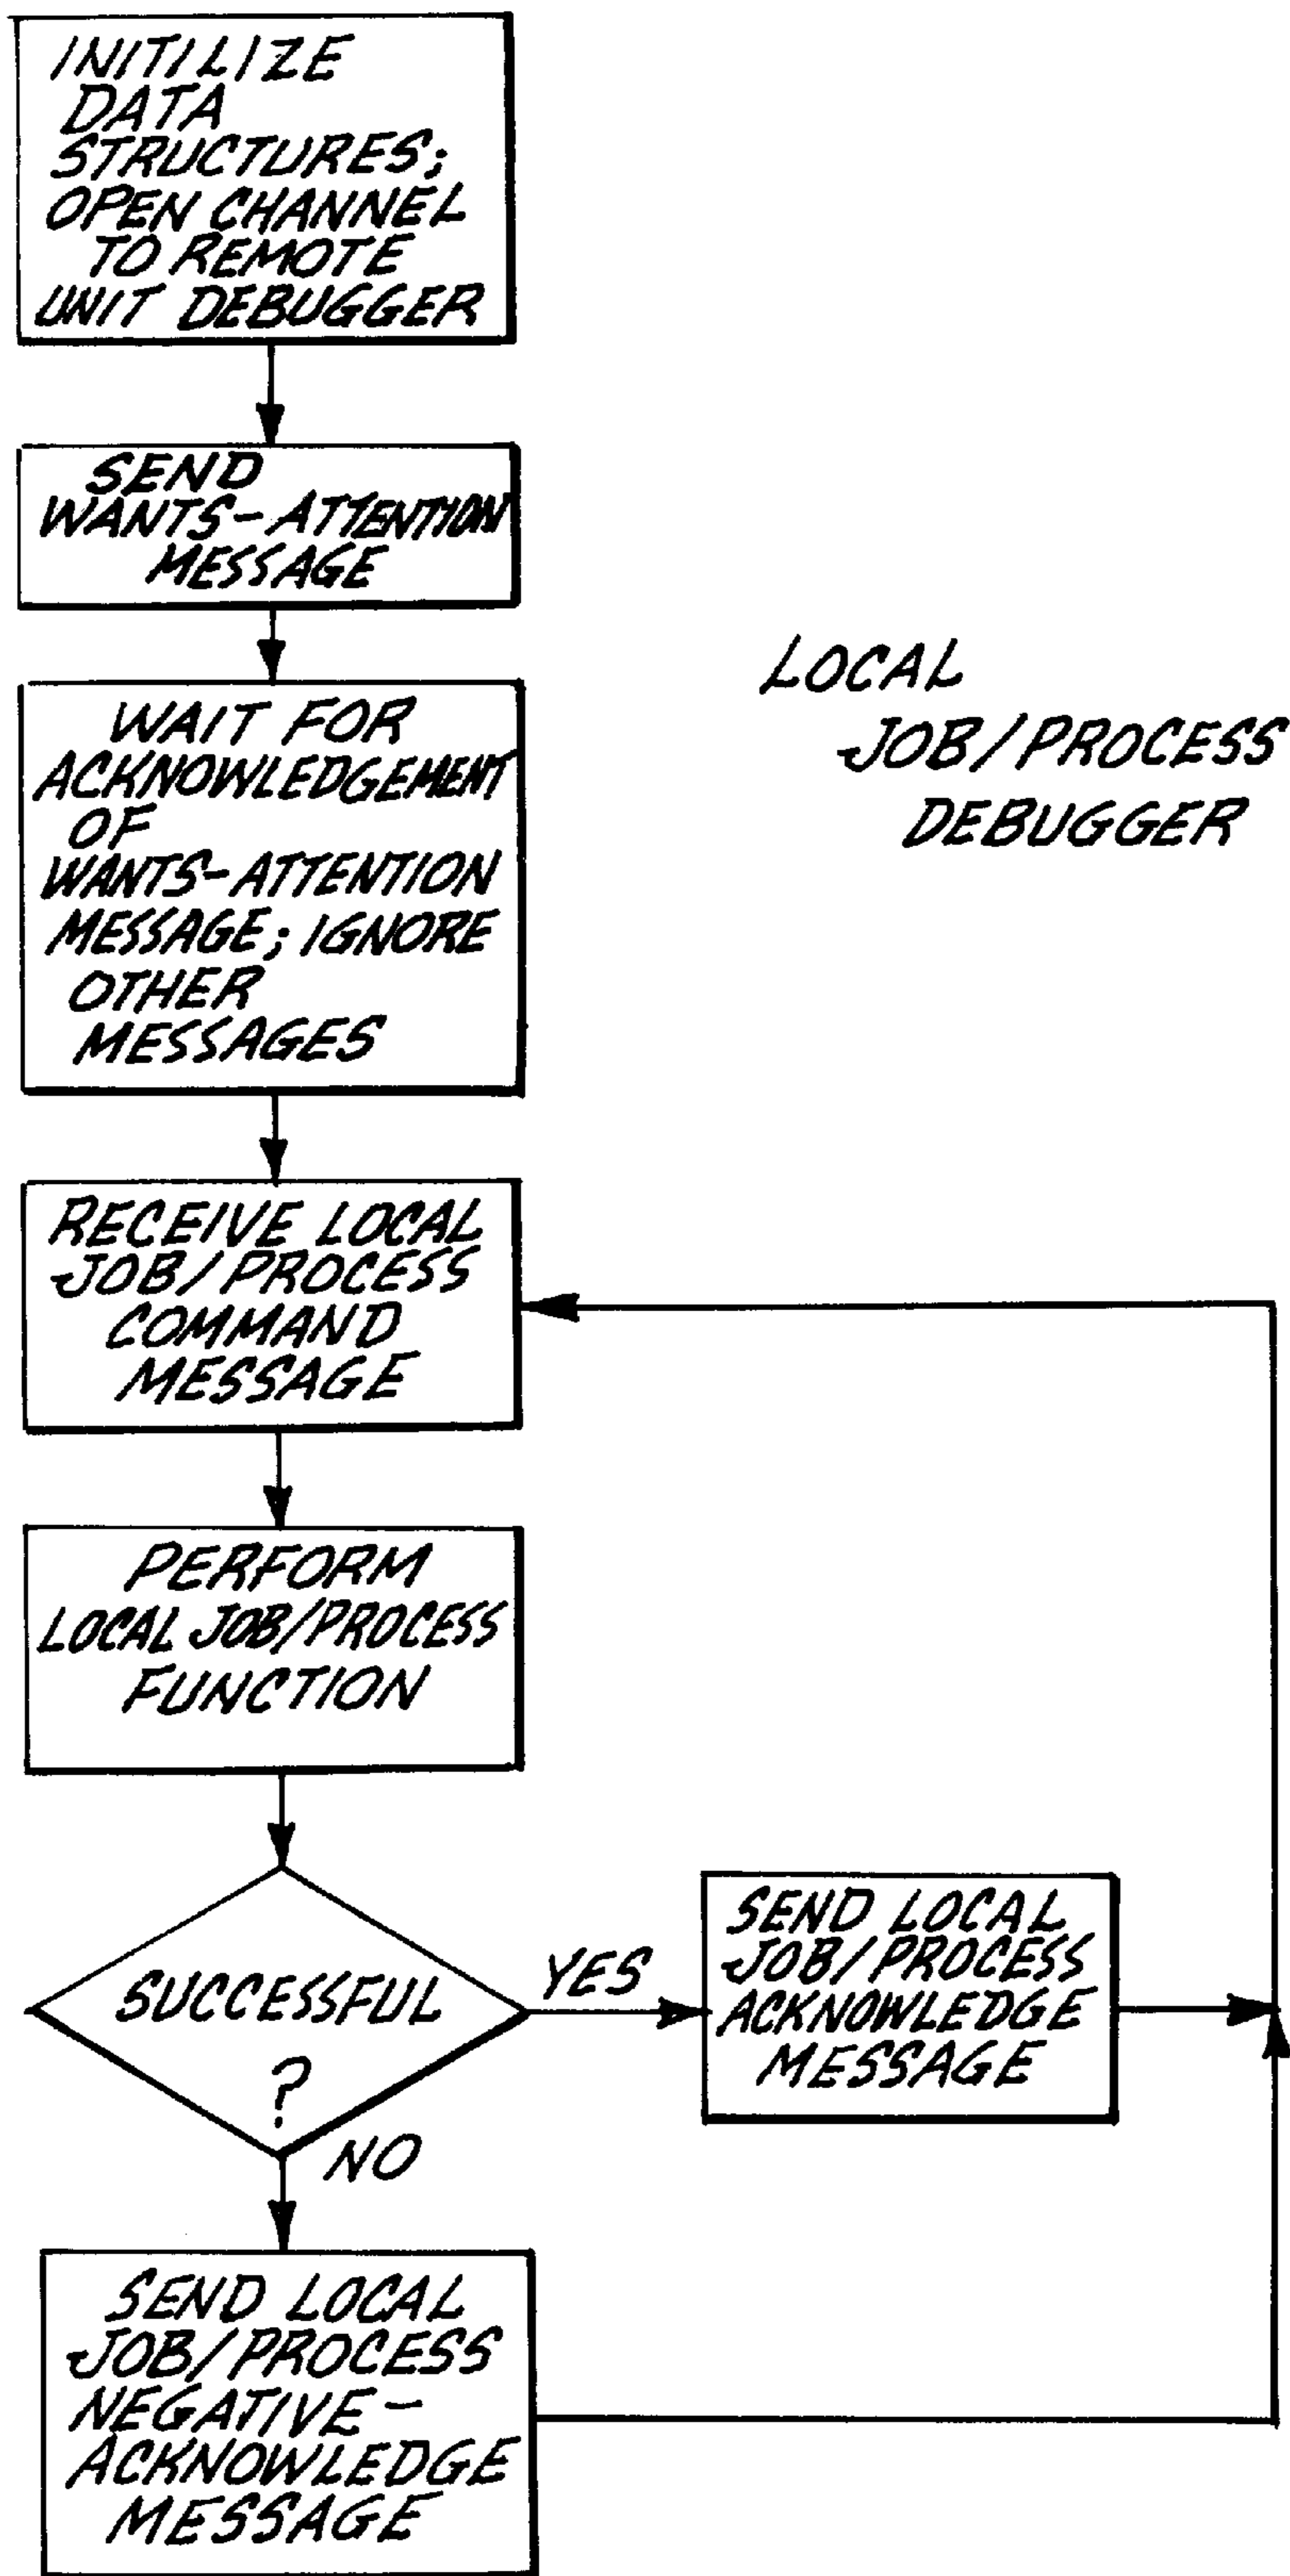 INITILIZE
DATA
STRUCTURES;
OPEN CHANNEL
TO REMOTE
UNIT DEBUGGER
SEND
WANTS-ATTENTION
MESSAGE
WAIT FOR
ACKNOWLEDGEMENT
OF
WANTS-ATTENTION
MESSAGE; IGNORE
OTHER
MESSAGES
LOCAL
JOB/PROCESS
DEBUGGER
RECEIVE LOCAL
JOB/PROCESS
COMMAND
MESSAGE
PERFORM
LOCAL JOB/PROCESS
FUNCTION
SUCCESSFUL
?
YES
SEND LOCAL
JOB/PROCESS
ACKNOWLEDGE
MESSAGE
NO
SEND LOCAL
JOB/PROCESS
NEGATIVE-
ACKNOWLEDGE
MESSAGE